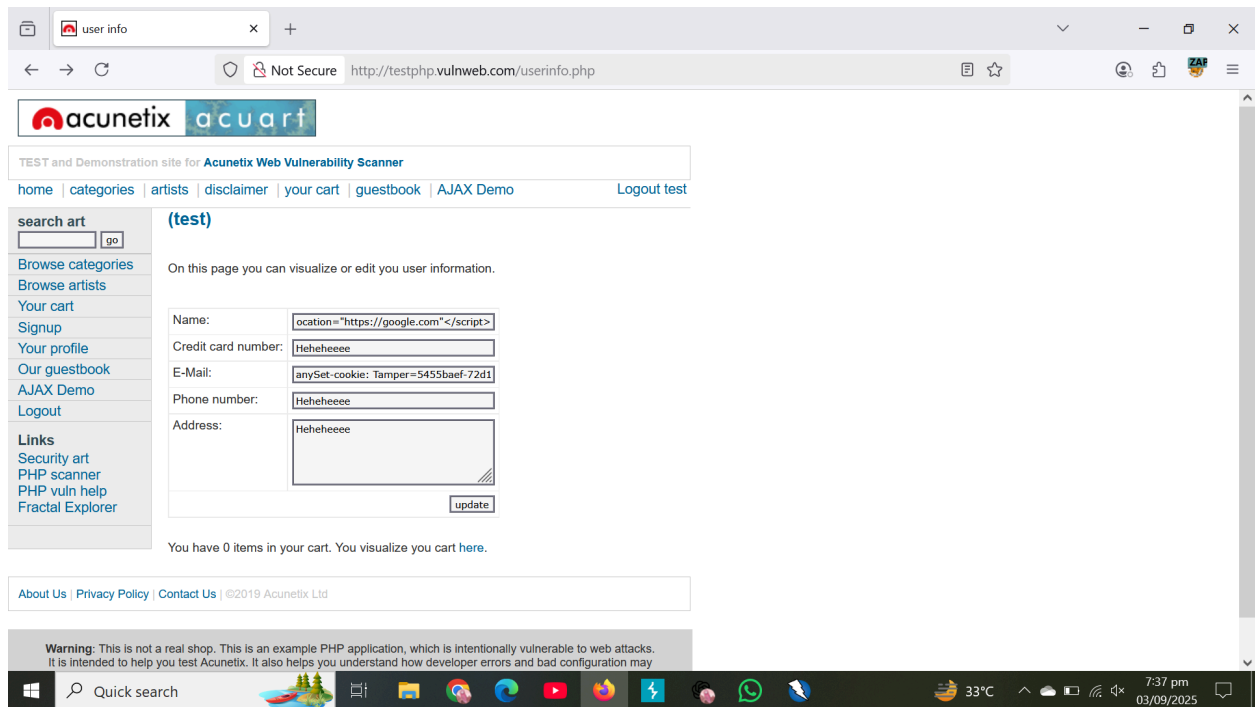 user info
Not Secure http://testphp.vulnweb.com/userinfo.php
ZAP
acunetix acuart
TEST and Demonstration site for Acunetix Web Vulnerability Scanner
home | categories | artists | disclaimer | your cart | guestbook | AJAX Demo Logout test
search art
go
Browse categories
Browse artists
Your cart
Signup
Your profile
Our guestbook
AJAX Demo
Logout
Links
Security art
PHP scanner
PHP vuln help
Fractal Explorer
(test)
On this page you can visualize or edit you user information.
Name: ocation="https://google.com"</script>
Credit card number: Heheheeee
E-Mail: anySet-cookie: Tamper=5455baef-72d1
Phone number: Heheheeee
Address: Heheheeee
update
You have 0 items in your cart. You visualize you cart here.
About Us | Privacy Policy | Contact Us | ©2019 Acunetix Ltd
Warning: This is not a real shop. This is an example PHP application, which is intentionally vulnerable to web attacks.
It is intended to help you test Acunetix. It also helps you understand how developer errors and bad configuration may
Quick search
33°C
7:37 pm
03/09/2025